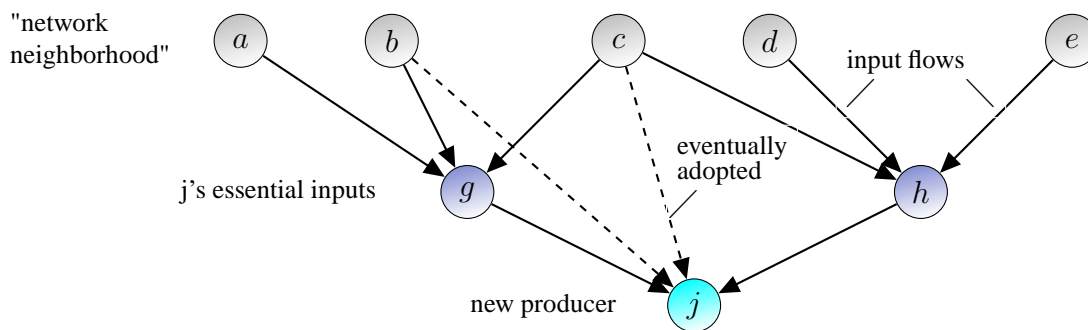 "network
neighborhood"
a
b
c
d
e
input flows
eventually
adopted
j's essential inputs
g
h
new producer
j